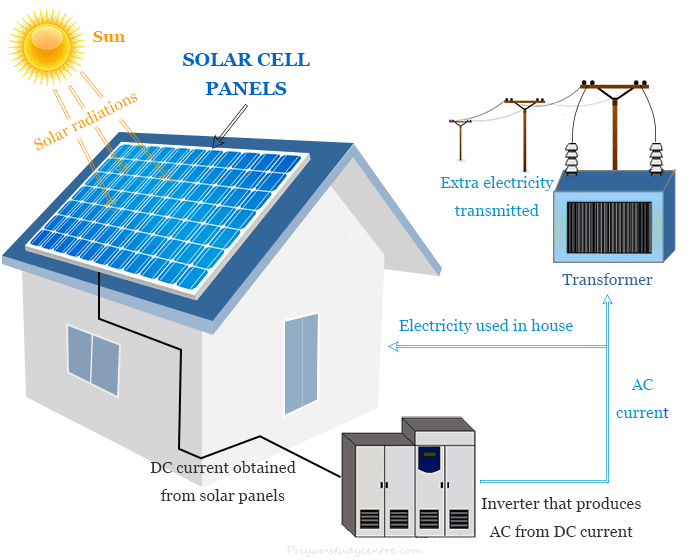 Sun
SOLAR CELL
PANELS
Solar radiations
Extra electricity
transmitted
Transformer
Electricity used in house
AC
current
DC current obtained
from solar panels
Inverter that produces
AC from DC current
Priyamstudycentre.com